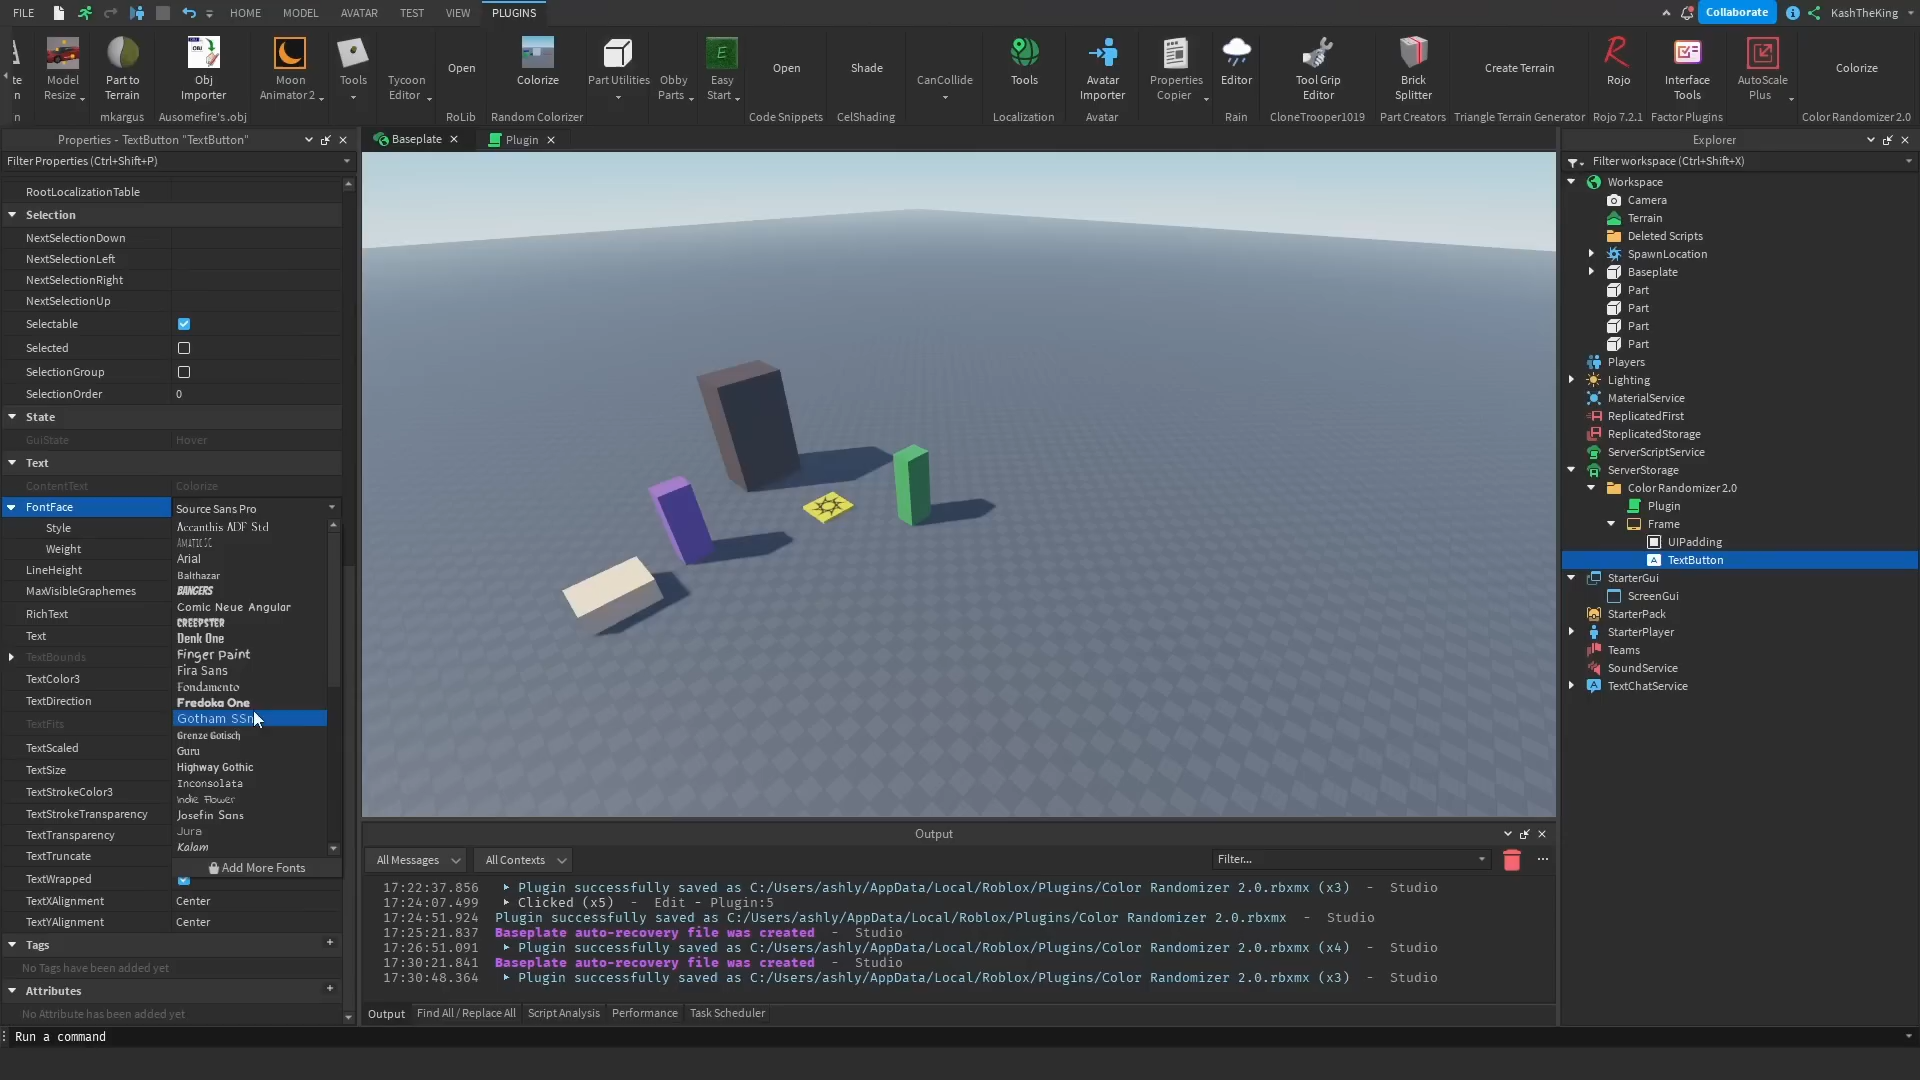 FILE HOME MODEL AVATAR TEST VIEW PLUGINS Collaborate KashTheKing
Model Resize
Part to Terrain
mkargus
Obj Importer
Ausomefire's .obj
Moon Animator 2
Tools
Tycoon Editor
Open
RoLib
Colorize
Random Colorizer
Part Utilities
Obby Parts
Easy Start
Open
Code Snippets
Shade
CelShading
CanCollide
Tools
Localization
Avatar Importer
Avatar
Properties Copier
Editor
Rain
Tool Grip Editor
CloneTrooper1019
Brick Splitter
Part Creators
Create Terrain
Triangle Terrain Generator
Rojo
Rojo 7.2.1
Interface Tools
Factor Plugins
AutoScale Plus
Colorize
Color Randomizer 2.0
Properties - TextButton "TextButton"
Filter Properties (Ctrl+Shift+P)
RootLocalizationTable
Selection
NextSelectionDown
NextSelectionLeft
NextSelectionRight
NextSelectionUp
Selectable
Selected
SelectionGroup
SelectionOrder 0
State
GuiState Hover
Text
ContentText Colorize
FontFace Source Sans Pro
Style
Weight
LineHeight
MaxVisibleGraphemes
RichText
Text
TextBounds
TextColor3
TextDirection
TextFits
TextScaled
TextSize
TextStrokeColor3
TextStrokeTransparency
TextTransparency
TextTruncate
TextWrapped
TextXAlignment Center
TextYAlignment Center
Tags
No Tags have been added yet
Attributes
No Attribute has been added yet
Accanthis ADF Std
AMATIC SC
Arial
Balthazar
BANGERS
Comic Neue Angular
CREEPSTER
Denk One
Finger Paint
Fira Sans
Fondamento
Fredoka One
Gotham SSm
Grenze Gotisch
Guru
Highway Gothic
Inconsolata
Indie Flower
Josefin Sans
Jura
Kalam
Add More Fonts
Baseplate
Plugin
Output
All Messages All Contexts Filter...
17:22:37.856 Plugin successfully saved as C:/Users/ashly/AppData/Local/Roblox/Plugins/Color Randomizer 2.0.rbxmx (x3) - Studio
17:24:07.499 Clicked (x5) - Edit - Plugin:5
17:24:51.924 Plugin successfully saved as C:/Users/ashly/AppData/Local/Roblox/Plugins/Color Randomizer 2.0.rbxmx - Studio
17:25:21.837 Baseplate auto-recovery file was created - Studio
17:26:51.091 Plugin successfully saved as C:/Users/ashly/AppData/Local/Roblox/Plugins/Color Randomizer 2.0.rbxmx (x4) - Studio
17:30:21.841 Baseplate auto-recovery file was created - Studio
17:30:48.364 Plugin successfully saved as C:/Users/ashly/AppData/Local/Roblox/Plugins/Color Randomizer 2.0.rbxmx (x3) - Studio
Output Find All / Replace All Script Analysis Performance Task Scheduler
Run a command
Explorer
Filter workspace (Ctrl+Shift+X)
Workspace
Camera
Terrain
Deleted Scripts
SpawnLocation
Baseplate
Part
Part
Part
Part
Players
Lighting
MaterialService
ReplicatedFirst
ReplicatedStorage
ServerScriptService
ServerStorage
Color Randomizer 2.0
Plugin
Frame
UIPadding
TextButton
StarterGui
ScreenGui
StarterPack
StarterPlayer
Teams
SoundService
TextChatService